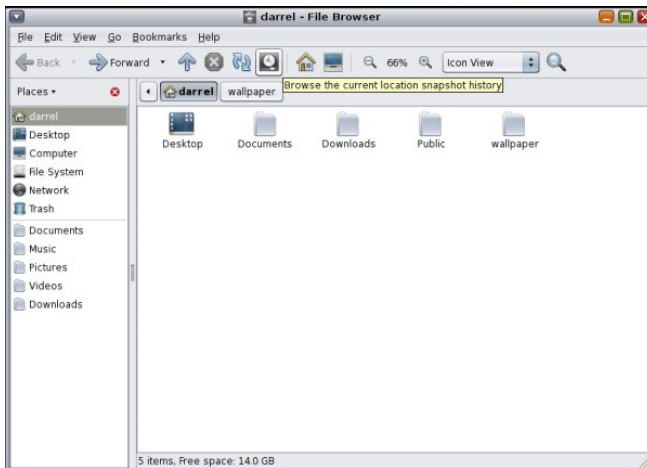 darrel - File Browser
File Edit View Go Bookmarks Help
Back Forward 66% Icon View
Browse the current location snapshot history
Places darrel wallpaper
darrel
Desktop
Computer
File System
Network
Trash
Documents
Music
Pictures
Videos
Downloads
Desktop Documents Downloads Public wallpaper
5 items, Free space: 14.0 GB